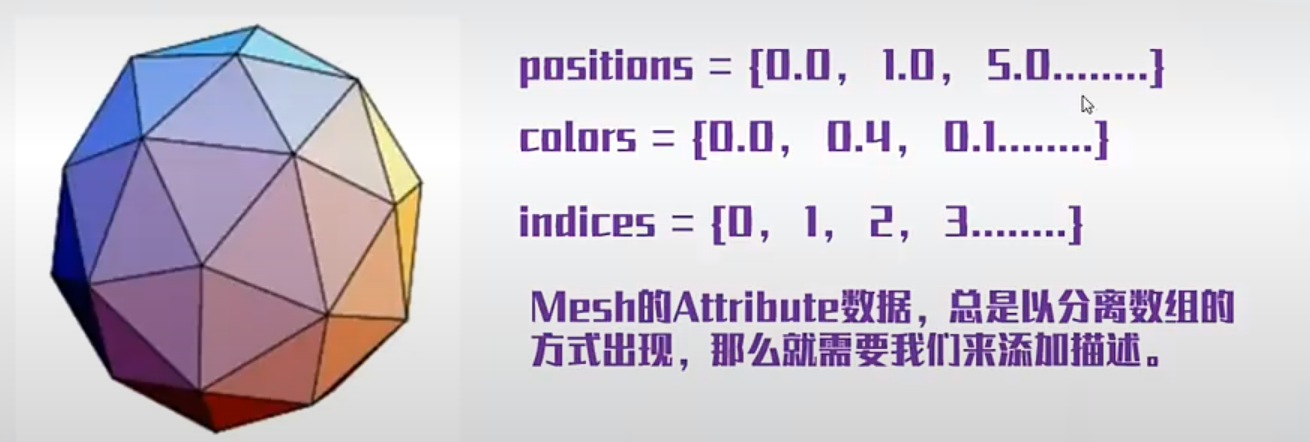 positions = {0.0, 1.0, 5.0........}
colors = {0.0, 0.4, 0.1........}
indices = {0, 1, 2, 3........}
Mesh的Attribute数据，总是以分离数组的
方式出现，那么就需要我们来添加描述。